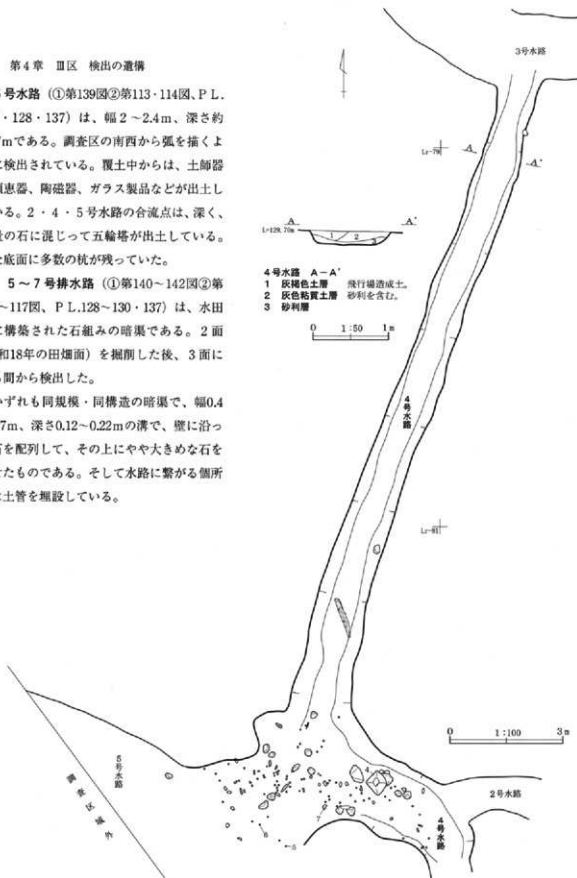 第4章 Ⅲ区 検出の遺構
号水路（①第139図②第113・114図、ＰＬ.
・128・137）は、幅２～2.4ｍ、深さ約
ｍである。調査区の南西から弧を描くよ
に検出されている。覆土中からは、土師器
須恵器、陶磁器、ガラス製品などが出土し
いる。２・４・５号水路の合流点は、深く、
の石に混じって五輪塔が出土している。
底面に多数の杭が残っていた。
５～７号排水路（①第140～142図②第
～117図、ＰＬ.128～130・137）は、水田
に構築された石組みの暗渠である。２面
和18年の田畑面）を掘削した後、３面に
間から検出した。
ずれも同規模・同構造の暗渠で、幅0.4
7ｍ、深さ0.12～0.22ｍの溝で、壁に沿っ
石を配列して、その上にやや大きめな石を
たものである。そして水路に繋がる個所
土管を埋設している。
3号水路
A
A'
A
A'
L=129.70m
1
2
3
4号水路 A－A'
1 灰褐色土層 飛行場造成土。
2 灰色粘質土層 砂利を含む。
3 砂利層
0 1:50 1m
4号水路
0 1:100 3m
5号水路
調査区域外
2号水路
4号水路